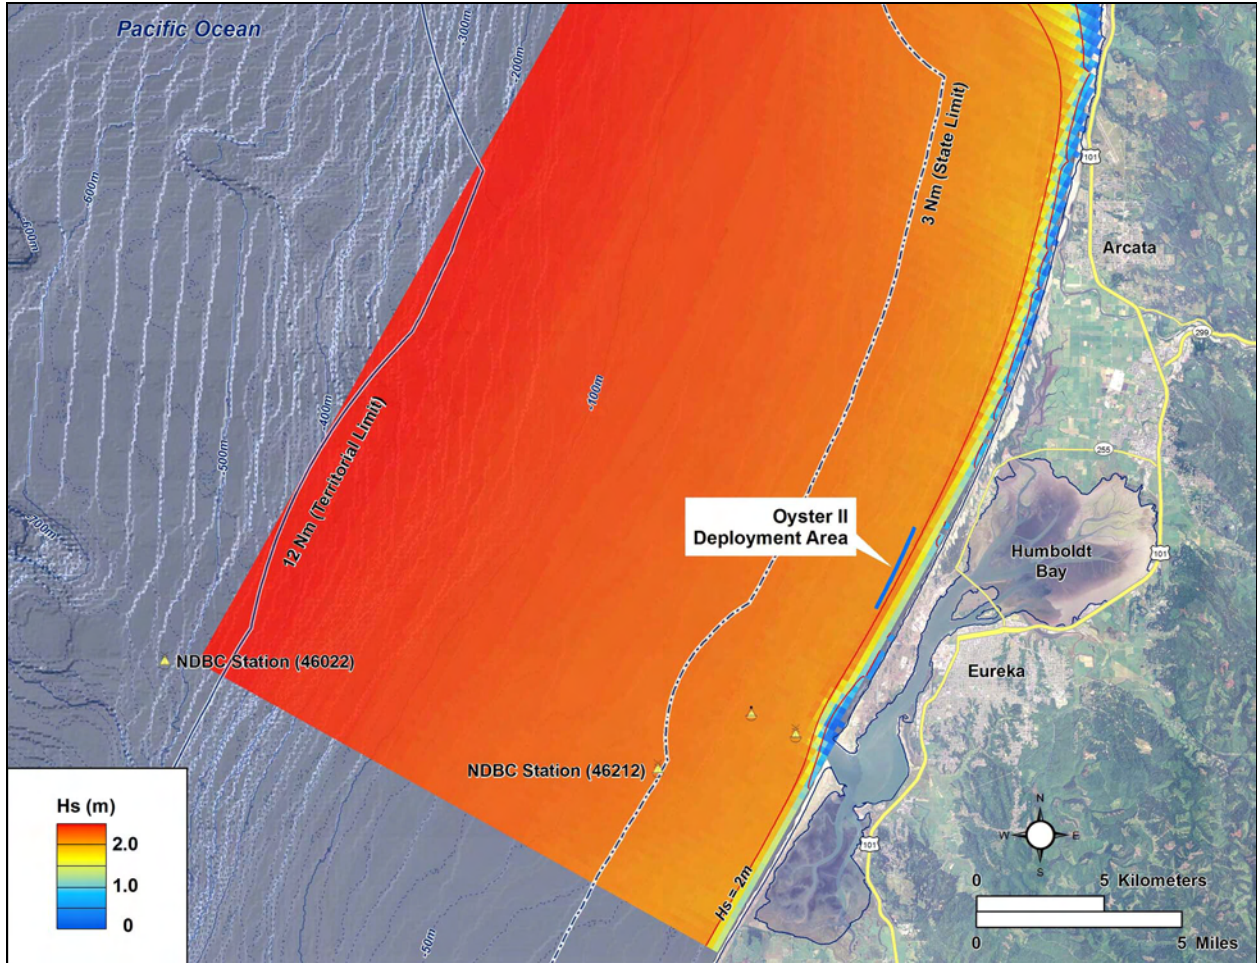 Pacific Ocean
-300m
-200m
-600m
-600m
101
3 Nm (State Limit)
Arcata
299
-100m
-400m
-500m
12 Nm (Territorial Limit)
255
-700m
Oyster II
Deployment Area
Humboldt
Bay
101
NDBC Station (46022)
Eureka
NDBC Station (46212)
Hs (m)
2.0
1.0
0
N
W
E
S
101
Hs = 2m
-50m
0
5 Kilometers
0
5 Miles